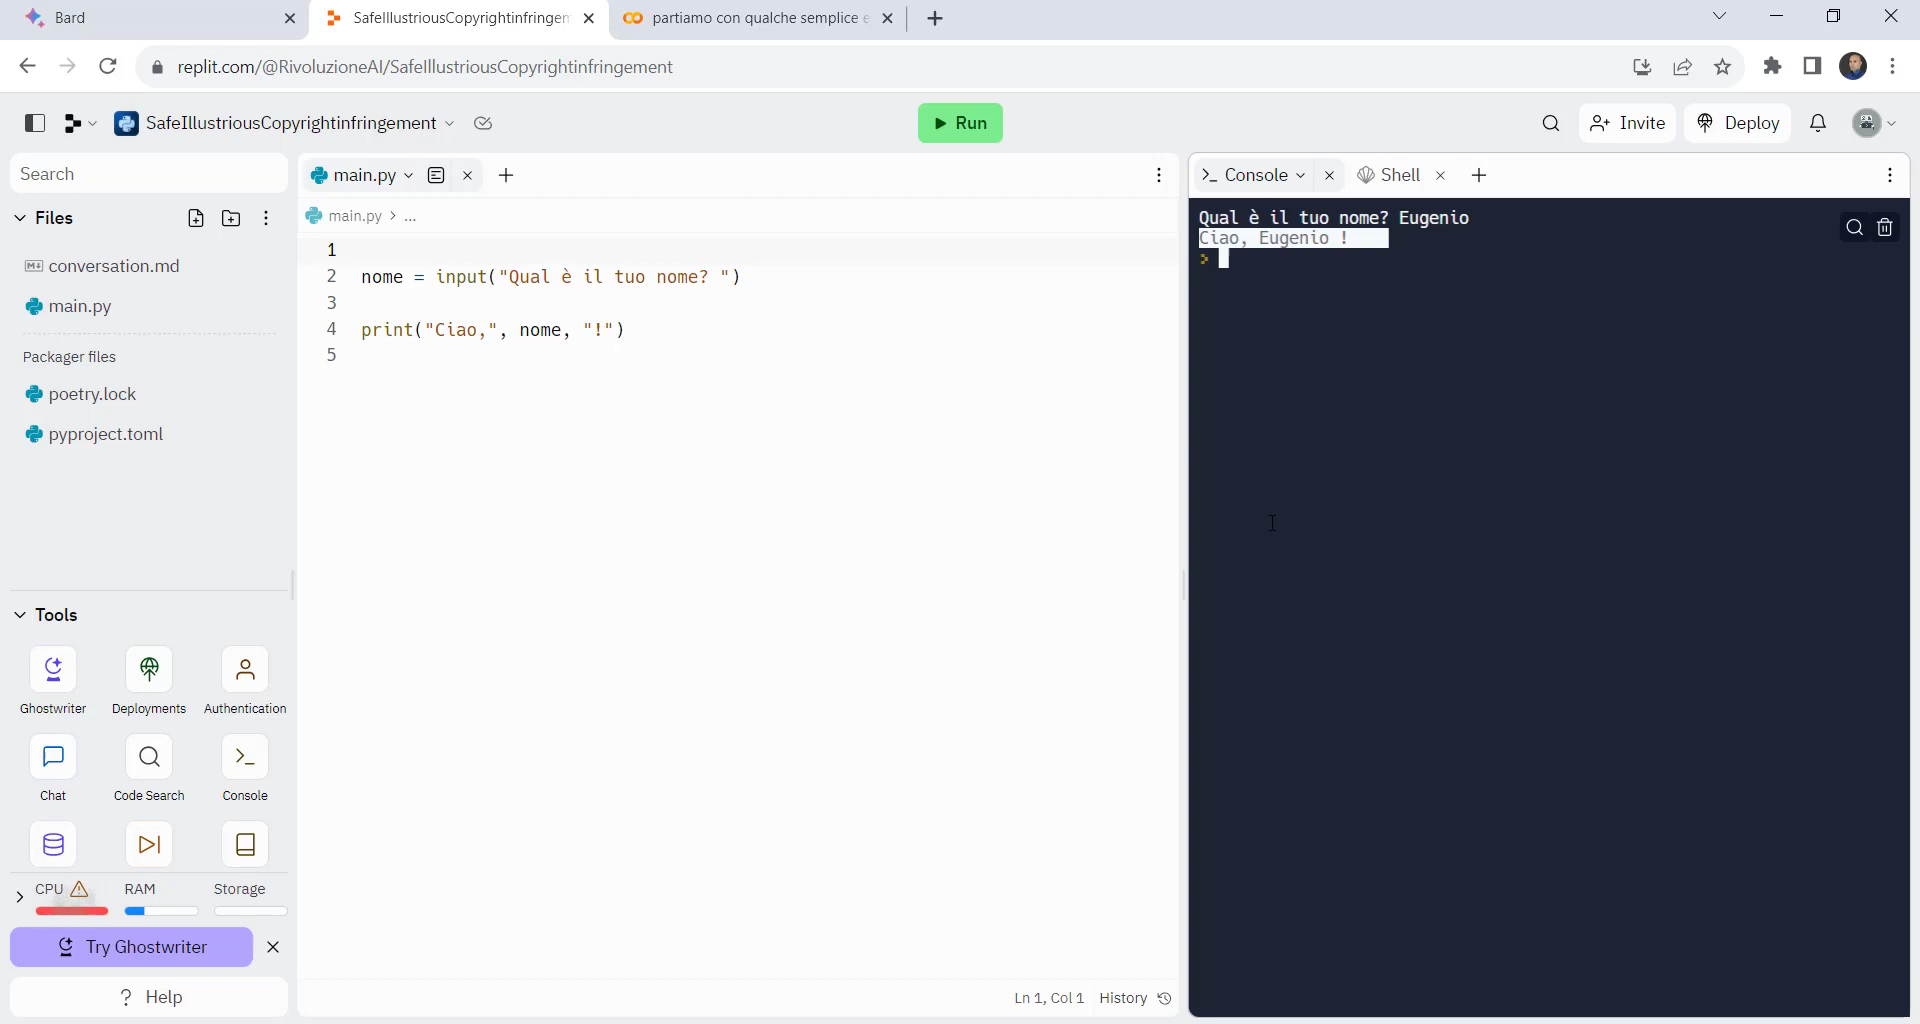 Bard
SafeIllustriousCopyrightinfringen
partiamo con qualche semplice e
replit.com/@RivoluzioneAI/SafeIllustriousCopyrightinfringement
SafeIllustriousCopyrightinfringement
Run
Invite
Deploy
Search
Files
conversation.md
main.py
Packager files
poetry.lock
pyproject.toml
Tools
Ghostwriter
Deployments
Authentication
Chat
Code Search
Console
CPU
RAM
Storage
Try Ghostwriter
? Help
main.py
main.py > ...
1
2 nome = input("Qual è il tuo nome? ")
3
4 print("Ciao,", nome, "!")
5
Ln 1, Col 1
History
>_ Console
Shell
Qual è il tuo nome? Eugenio
Ciao, Eugenio !
>